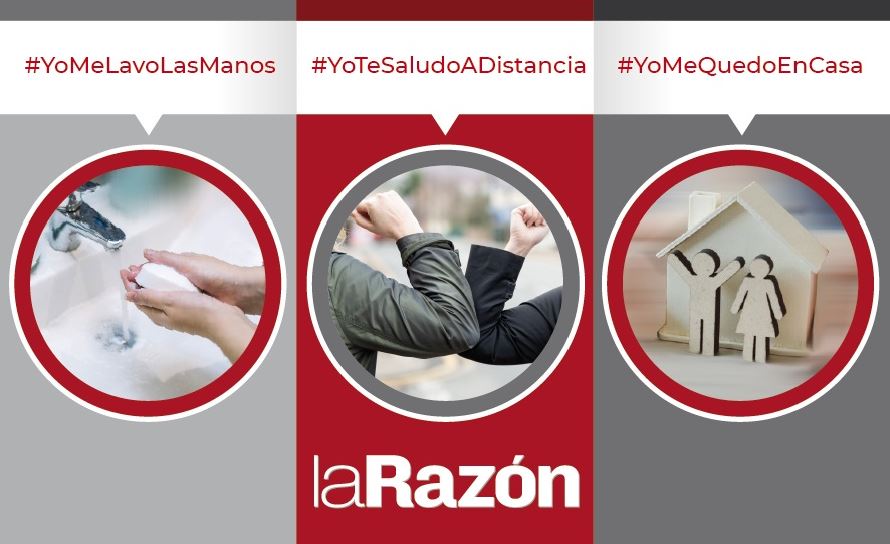 #YoMeLavoLasManos
#YoTeSaludoADistancia
#YoMeQuedoEnCasa
laRazón